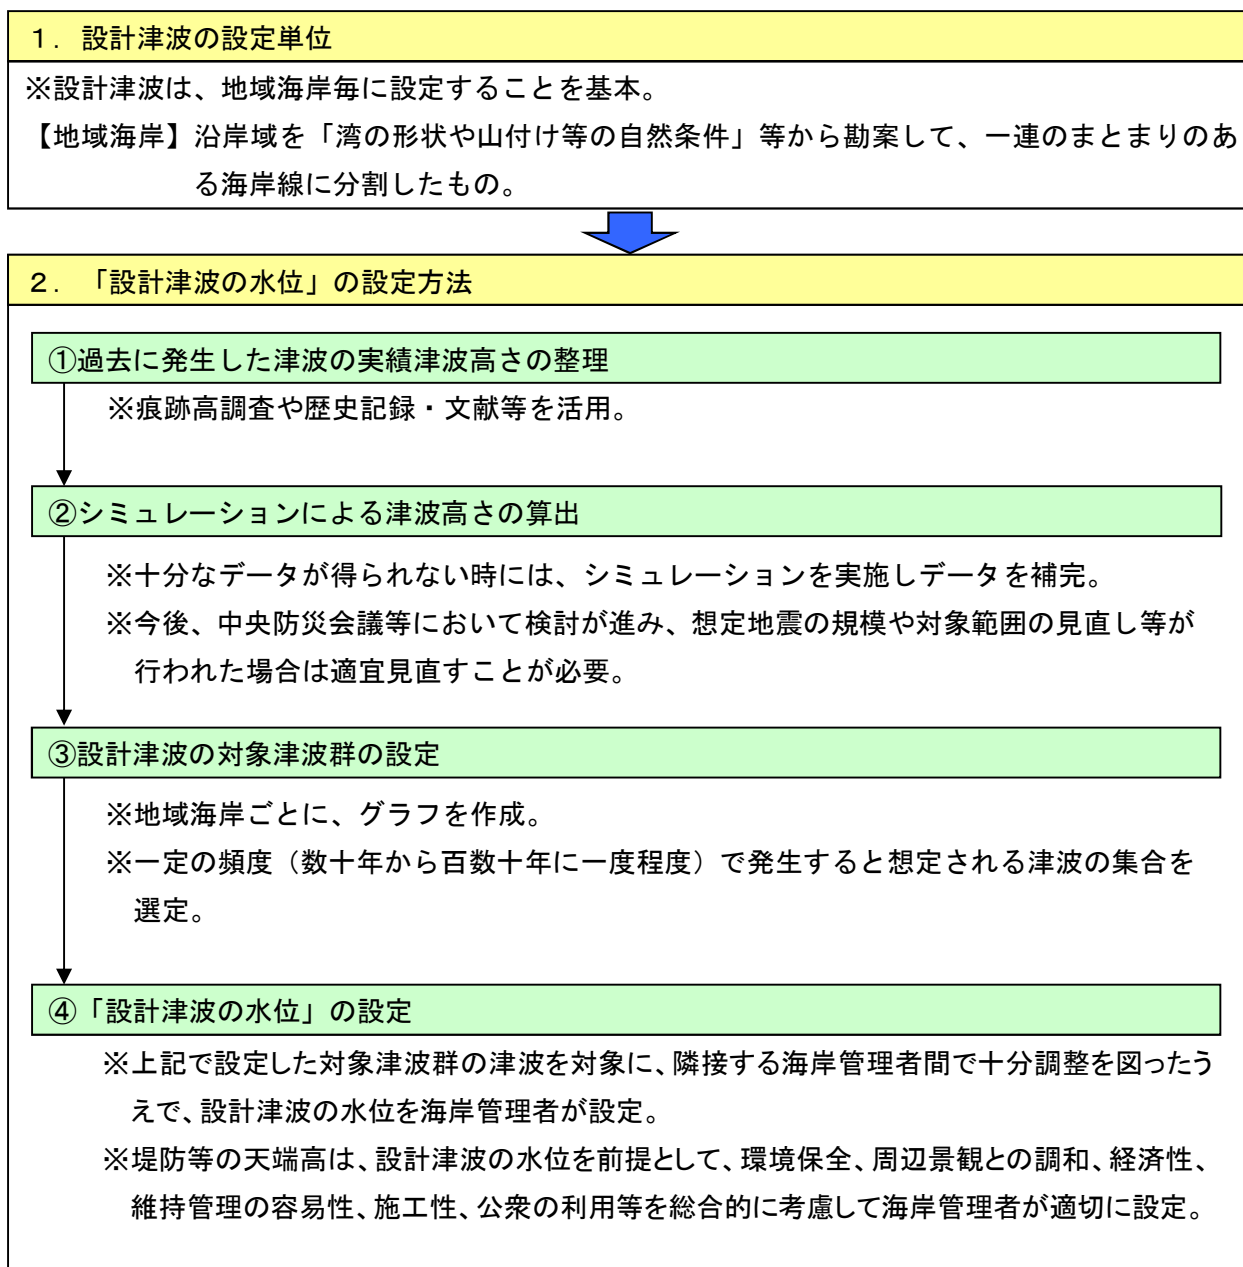 １．設計津波の設定単位
※設計津波は、地域海岸毎に設定することを基本。
【地域海岸】沿岸域を「湾の形状や山付け等の自然条件」等から勘案して、一連のまとまりのあ
る海岸線に分割したもの。
２．「設計津波の水位」の設定方法
①過去に発生した津波の実績津波高さの整理
※痕跡高調査や歴史記録・文献等を活用。
②シミュレーションによる津波高さの算出
※十分なデータが得られない時には、シミュレーションを実施しデータを補完。
※今後、中央防災会議等において検討が進み、想定地震の規模や対象範囲の見直し等が
行われた場合は適宜見直すことが必要。
③設計津波の対象津波群の設定
※地域海岸ごとに、グラフを作成。
※一定の頻度（数十年から百数十年に一度程度）で発生すると想定される津波の集合を
選定。
④「設計津波の水位」の設定
※上記で設定した対象津波群の津波を対象に、隣接する海岸管理者間で十分調整を図ったう
えで、設計津波の水位を海岸管理者が設定。
※堤防等の天端高は、設計津波の水位を前提として、環境保全、周辺景観との調和、経済性、
維持管理の容易性、施工性、公衆の利用等を総合的に考慮して海岸管理者が適切に設定。